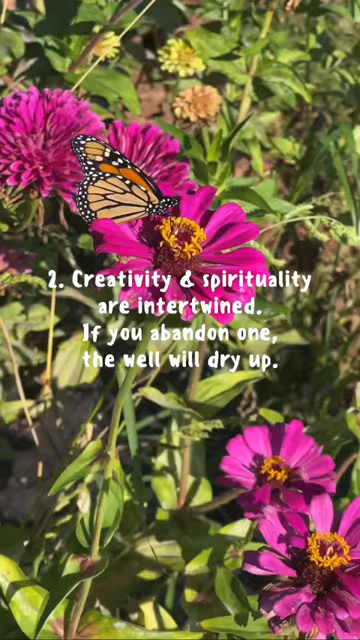 2. Creativity & spirituality
are intertwined.
If you abandon one,
the well will dry up.